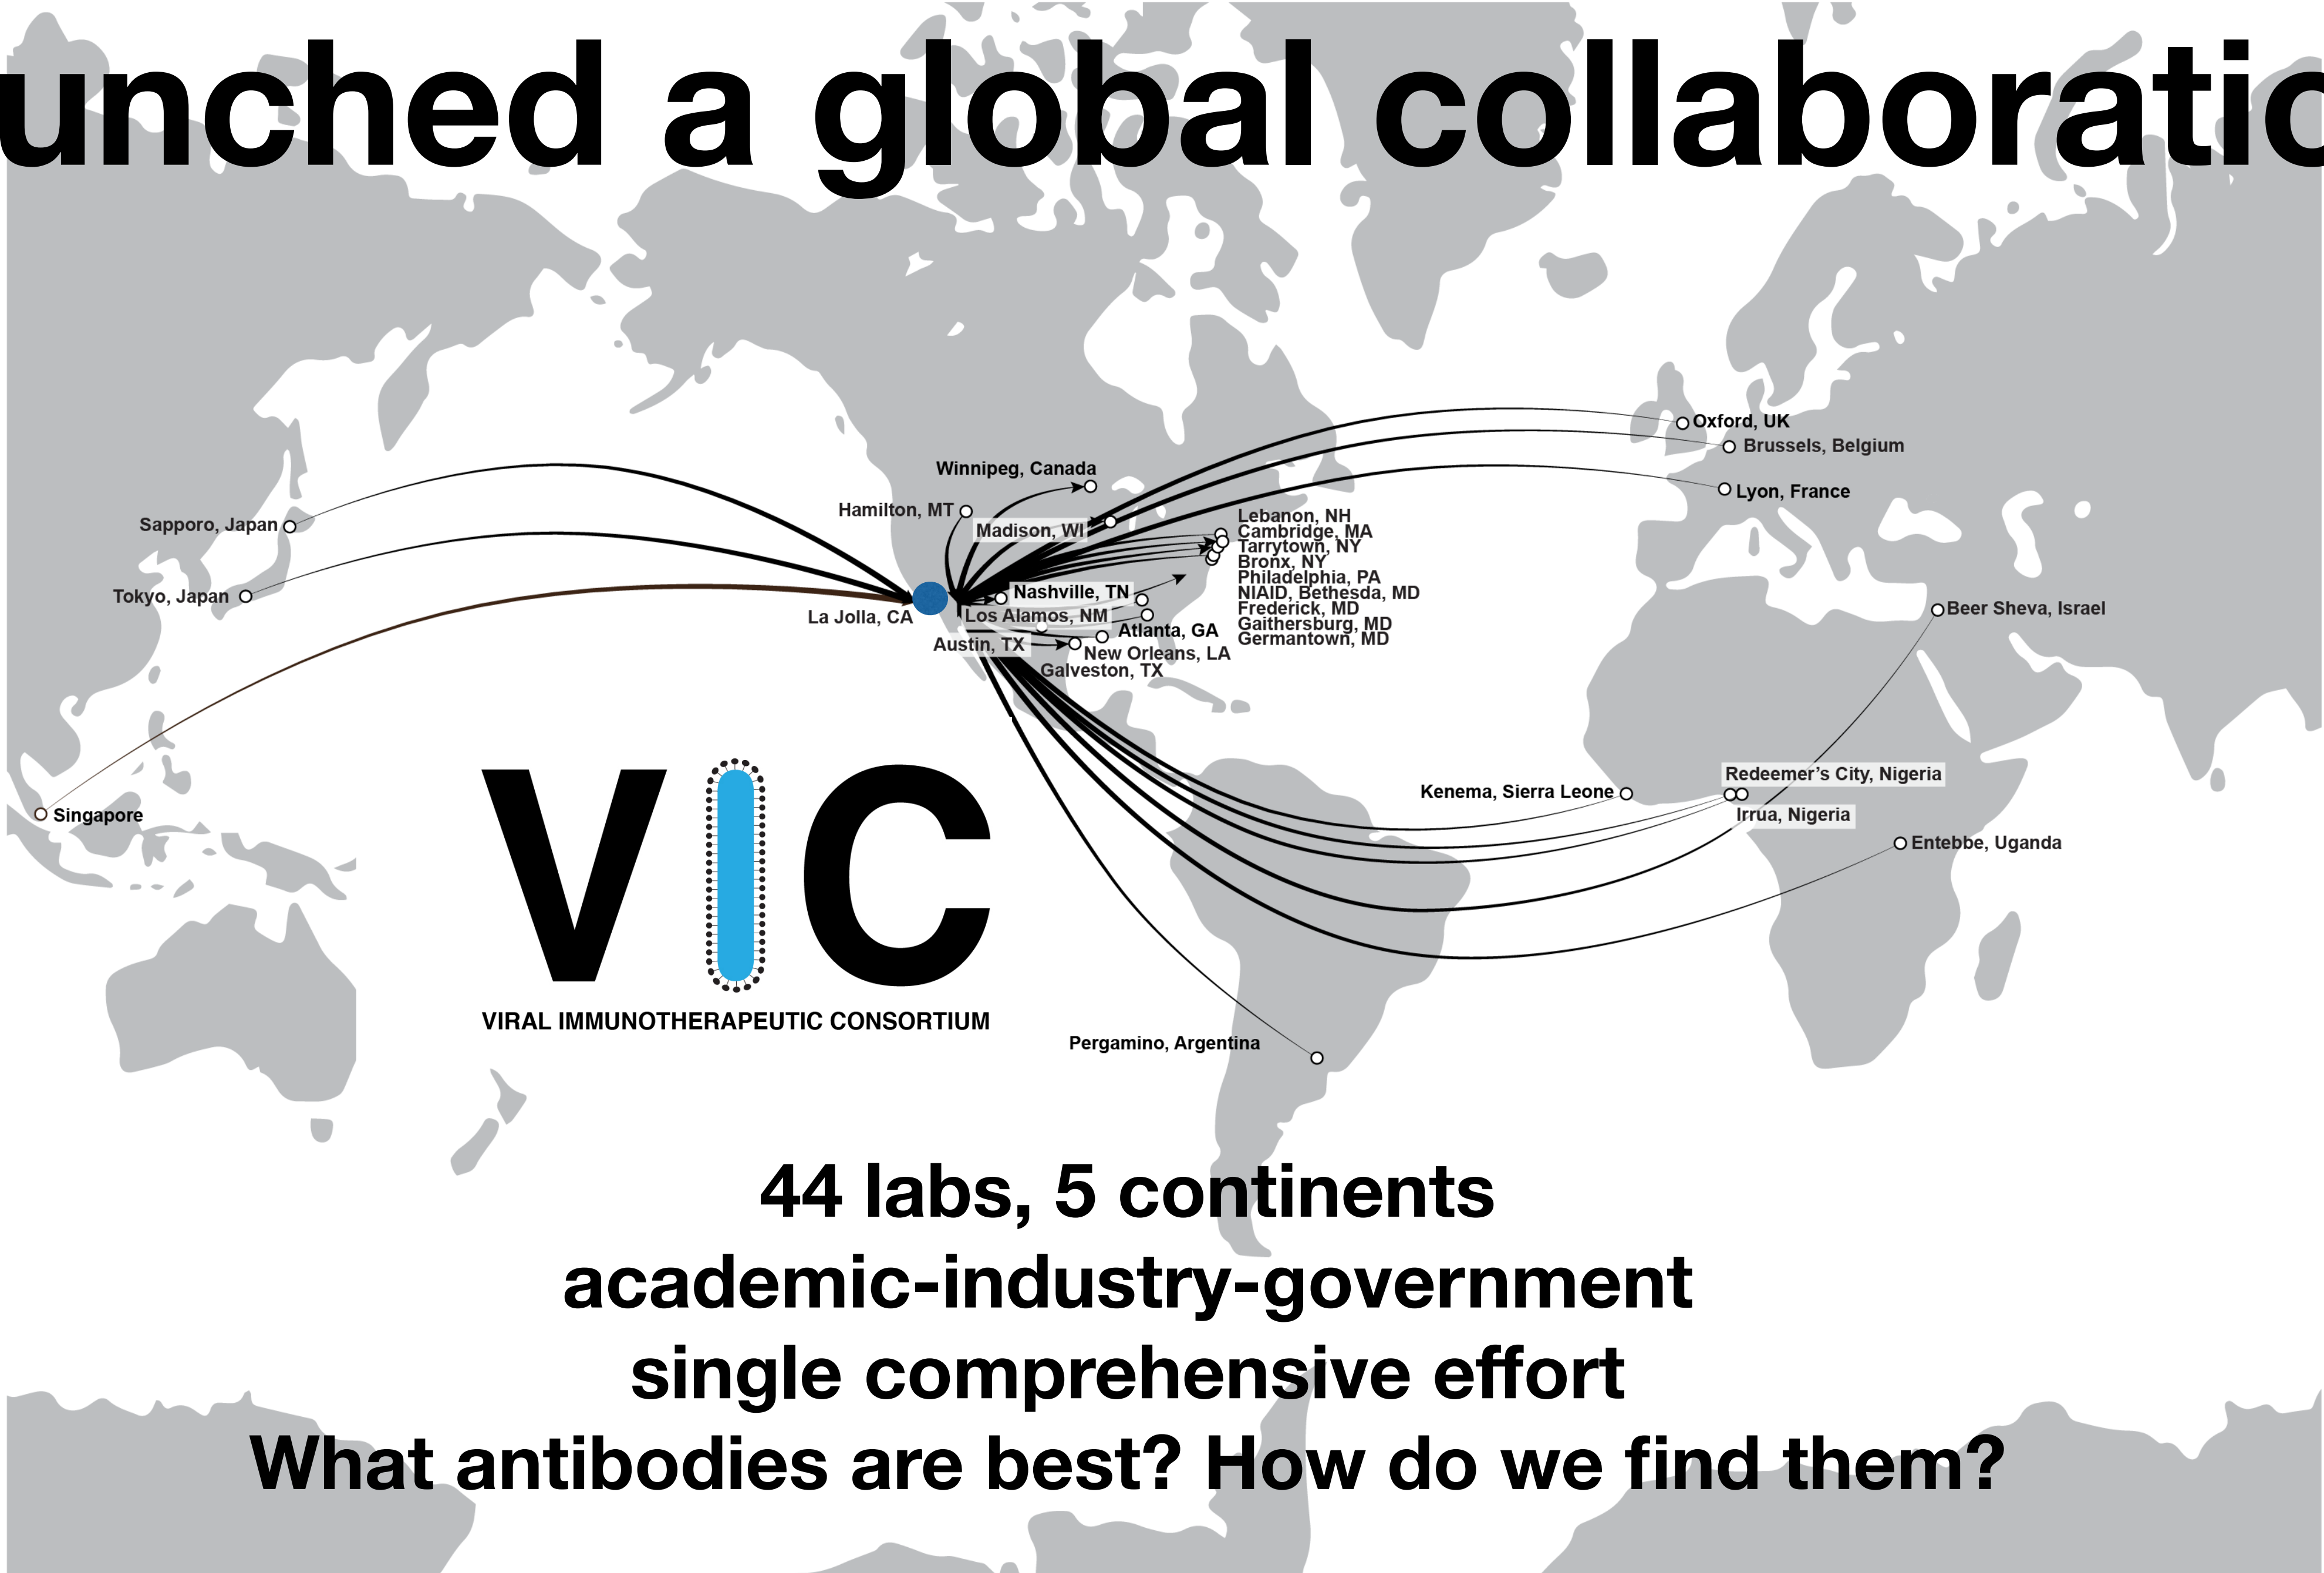 unched a global collaboratio
Oxford, UK
Brussels, Belgium
Winnipeg, Canada
Lyon, France
Hamilton, MT
Lebanon, NH
Sapporo, Japan
Madison, WI
Cambridge, MA
Tarrytown, NY
Bronx, NY
Philadelphia, PA
Tokyo, Japan
Nashville, TN
NIAID, Bethesda, MD
La Jolla, CA
Los Alamos, NM
Frederick, MD
Beer Sheva, Israel
Atlanta, GA
Gaithersburg, MD
Austin, TX
New Orleans, LA
Germantown, MD
Galveston, TX
Redeemer’s City, Nigeria
Kenema, Sierra Leone
Singapore
Irrua, Nigeria
Entebbe, Uganda
VIC
VIRAL IMMUNOTHERAPEUTIC CONSORTIUM
Pergamino, Argentina
44 labs, 5 continents
academic-industry-government
single comprehensive effort
What antibodies are best? How do we find them?